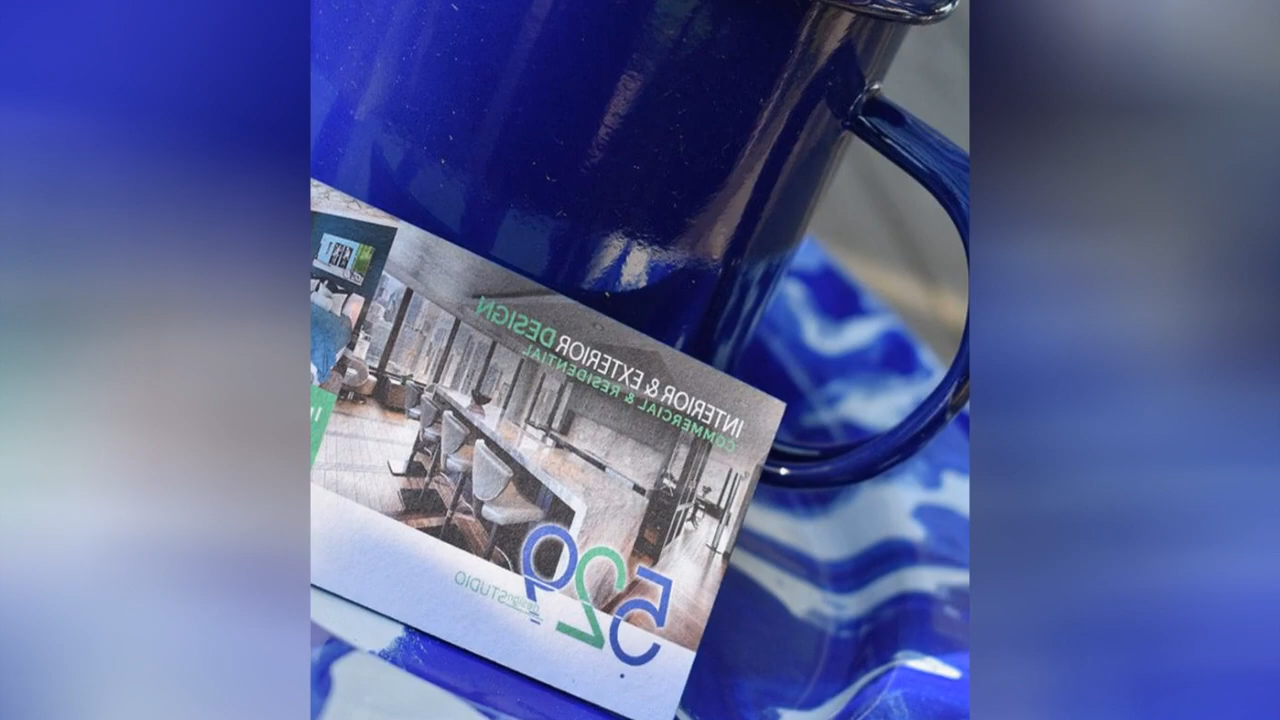 INTERIOR & EXTERIOR DESIGN
COMMERCIAL & RESIDENTIAL
529
designSTUDIO